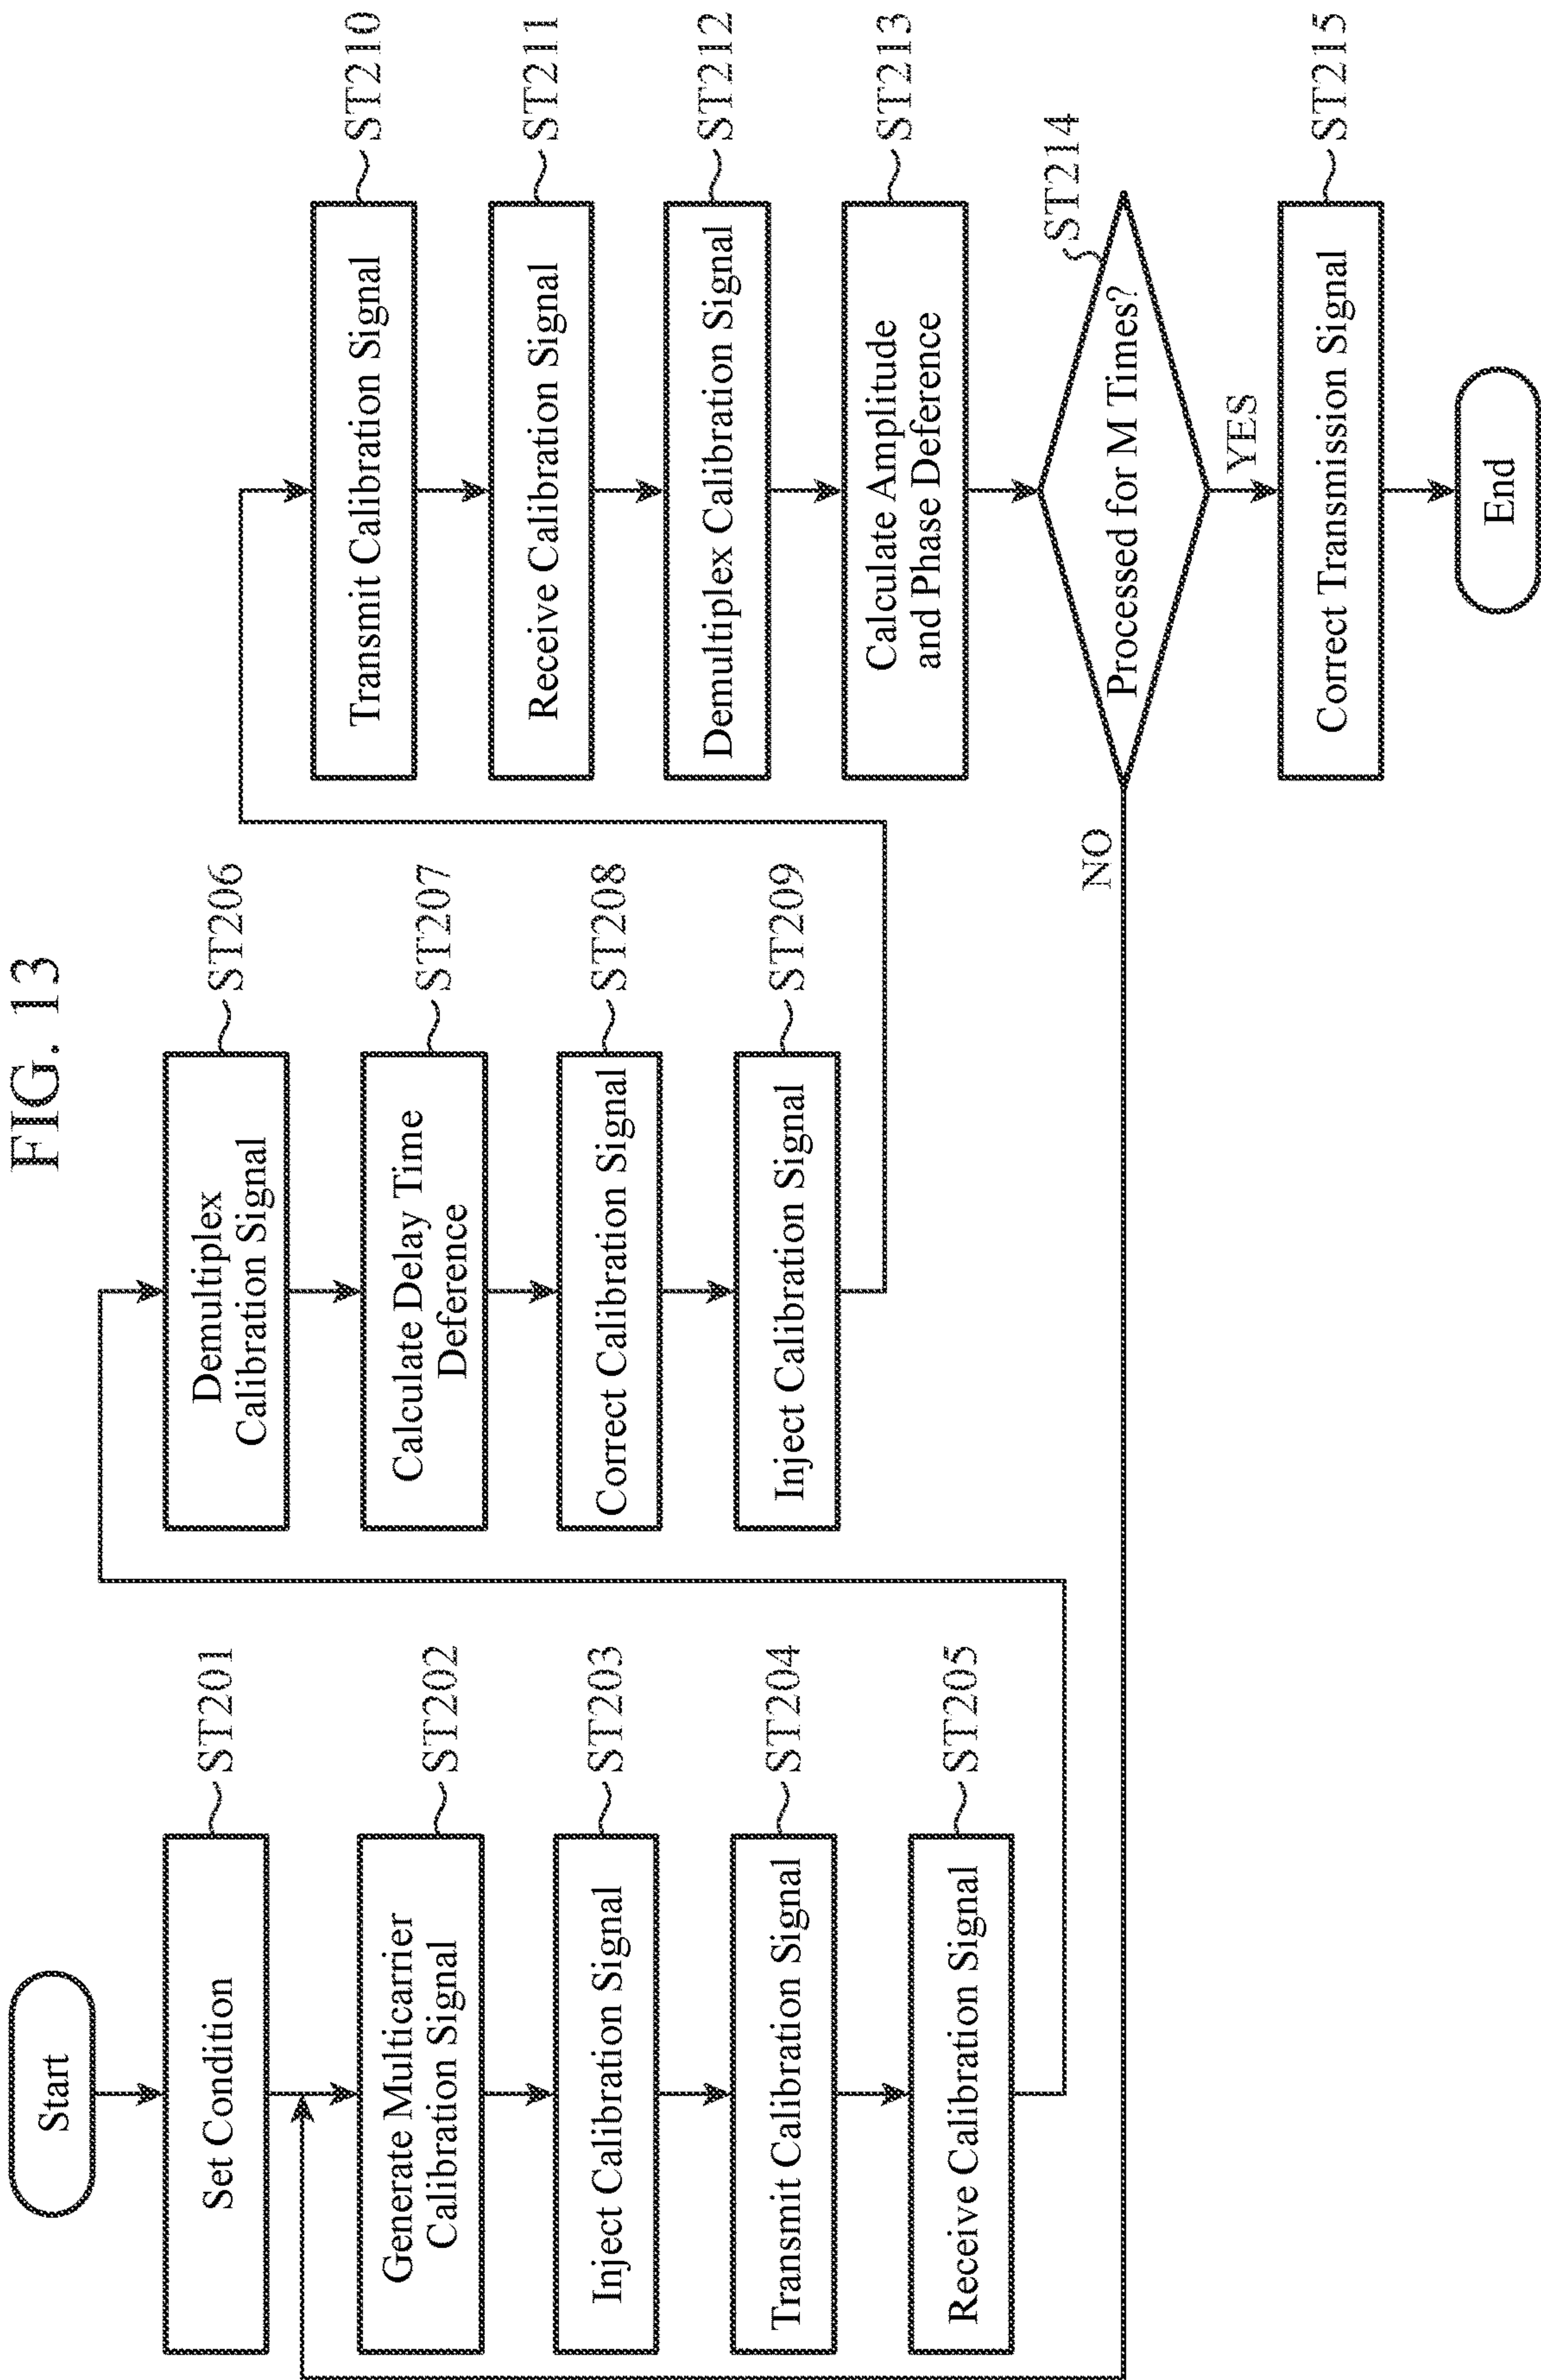 FIG. 13
Start
Set Condition
ST201
Generate Multicarrier
Calibration Signal
ST202
Inject Calibration Signal
ST203
Transmit Calibration Signal
ST204
Receive Calibration Signal
ST205
Demultiplex
Calibration Signal
ST206
Calculate Delay Time
Deference
ST207
Correct Calibration Signal
ST208
Inject Calibration Signal
ST209
Transmit Calibration Signal
ST210
Receive Calibration Signal
ST211
Demultiplex Calibration Signal
ST212
Calculate Amplitude
and Phase Deference
ST213
Processed for M Times?
ST214
NO
YES
Correct Transmission Signal
ST215
End